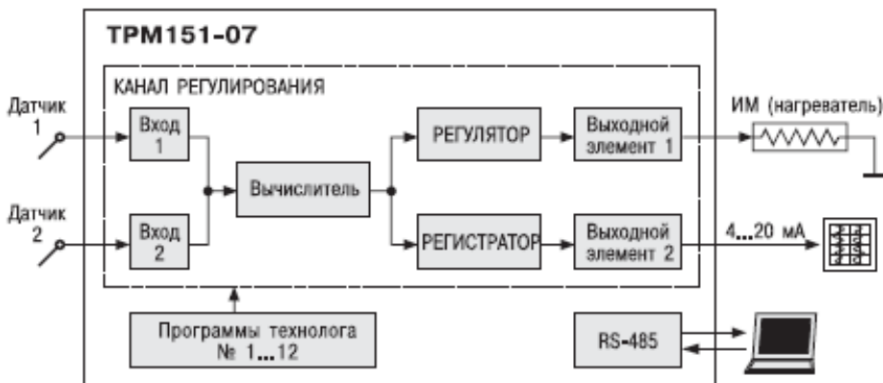 ТРМ151-07
КАНАЛ РЕГУЛИРОВАНИЯ
Датчик
1
Вход
1
Датчик
2
Вход
2
Вычислитель
РЕГУЛЯТОР
Выходной
элемент 1
ИМ (нагреватель)
РЕГИСТРАТОР
Выходной
элемент 2
4...20 мА
Программы технолога
№ 1...12
RS-485